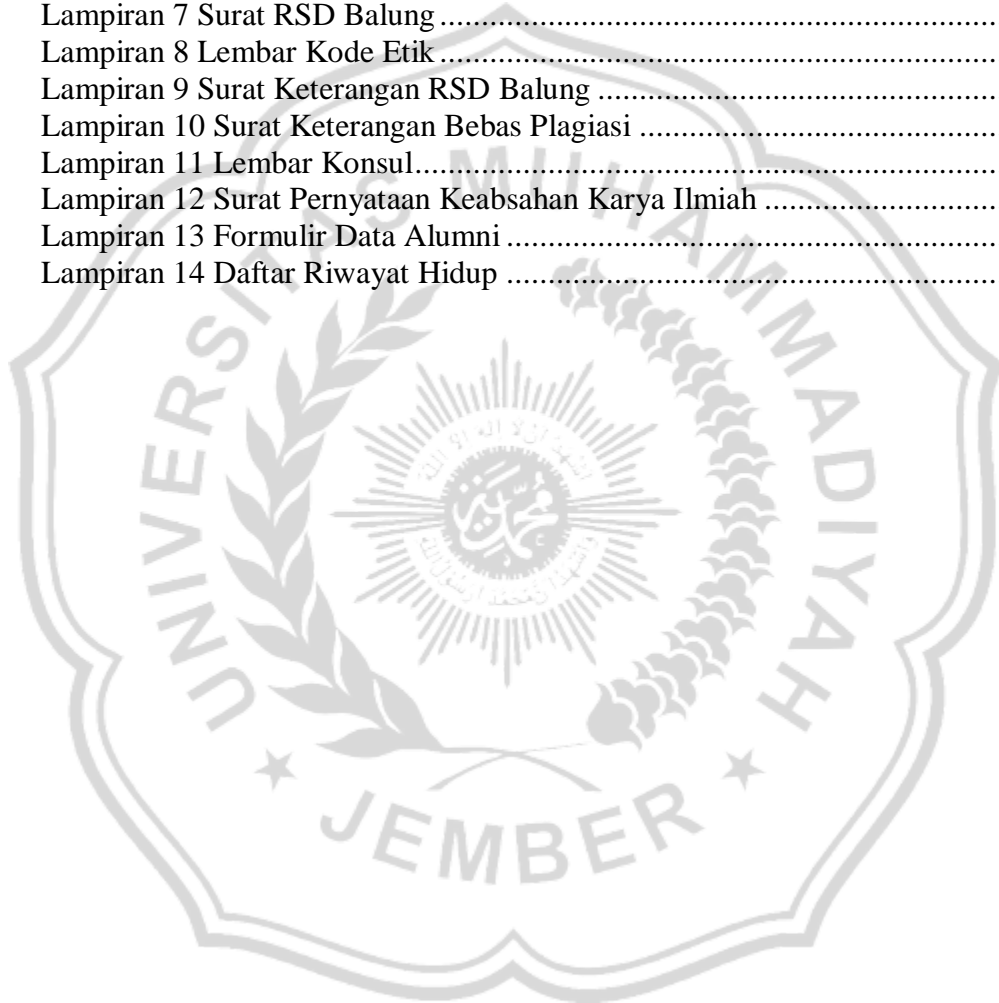 Lampiran 7 Surat RSD Balung ....................................................................
Lampiran 8 Lembar Kode Etik ....................................................................
Lampiran 9 Surat Keterangan RSD Balung .................................................
Lampiran 10 Surat Keterangan Bebas Plagiasi ............................................
Lampiran 11 Lembar Konsul.......................................................................
Lampiran 12 Surat Pernyataan Keabsahan Karya Ilmiah .............................
Lampiran 13 Formulir Data Alumni ............................................................
Lampiran 14 Daftar Riwayat Hidup ............................................................
UNIVERSITAS MUHAMMADIYAH
JEMBER